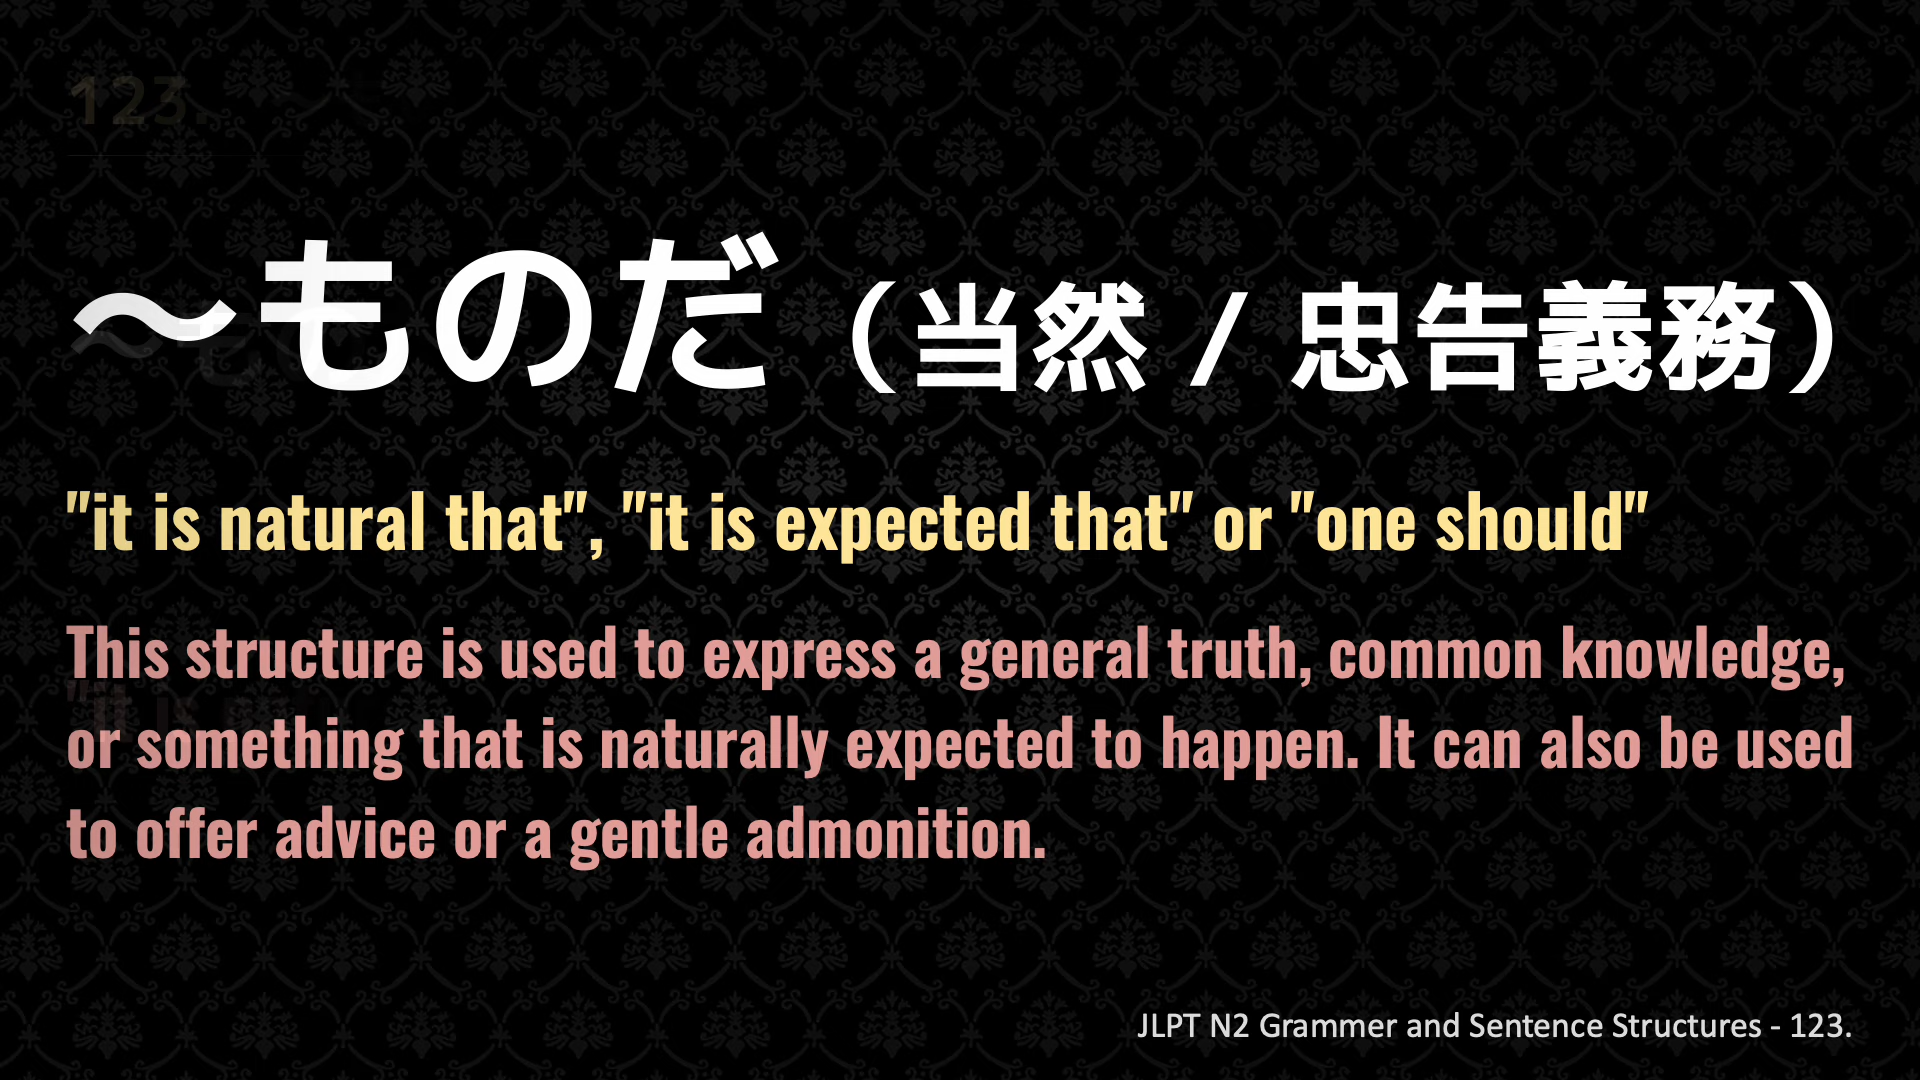 123.
～ものだ（当然 / 忠告義務）
"it is natural that", "it is expected that" or "one should"
This structure is used to express a general truth, common knowledge,
or something that is naturally expected to happen. It can also be used
to offer advice or a gentle admonition.
JLPT N2 Grammer and Sentence Structures - 123.